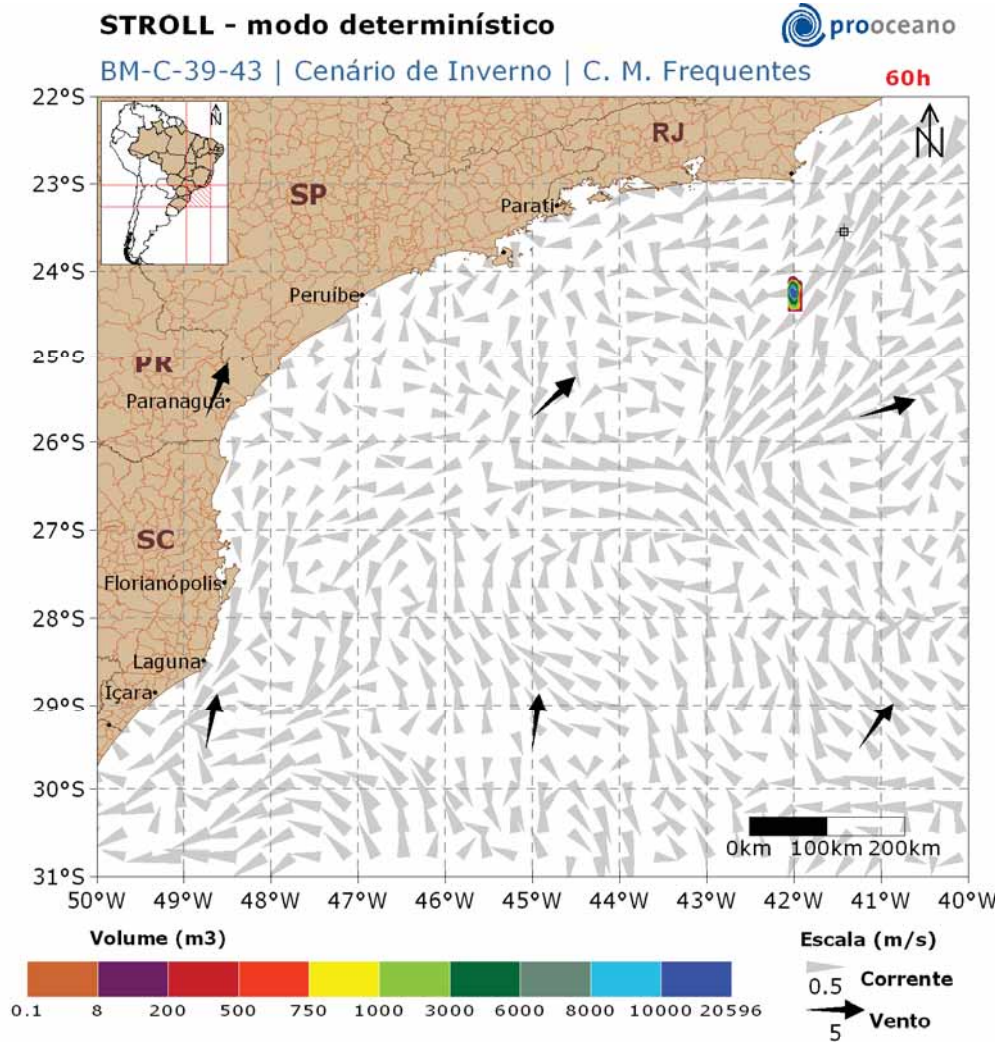 STROLL - modo determinístico
prooceano
BM-C-39-43 | Cenário de Inverno | C. M. Frequentes
60h
22°S
N
N
RJ
23°S
SP
Parati
24°S
Peruíbe
25°S
PR
Paranaguá
26°S
27°S
SC
Florianópolis
28°S
Laguna
Içara
29°S
30°S
0km 100km 200km
31°S
50°W 49°W 48°W 47°W 46°W 45°W 44°W 43°W 42°W 41°W 40°W
Volume (m3)
Escala (m/s)
0.5 Corrente
0.1 8 200 500 750 1000 3000 6000 8000 10000 20596
Vento
5